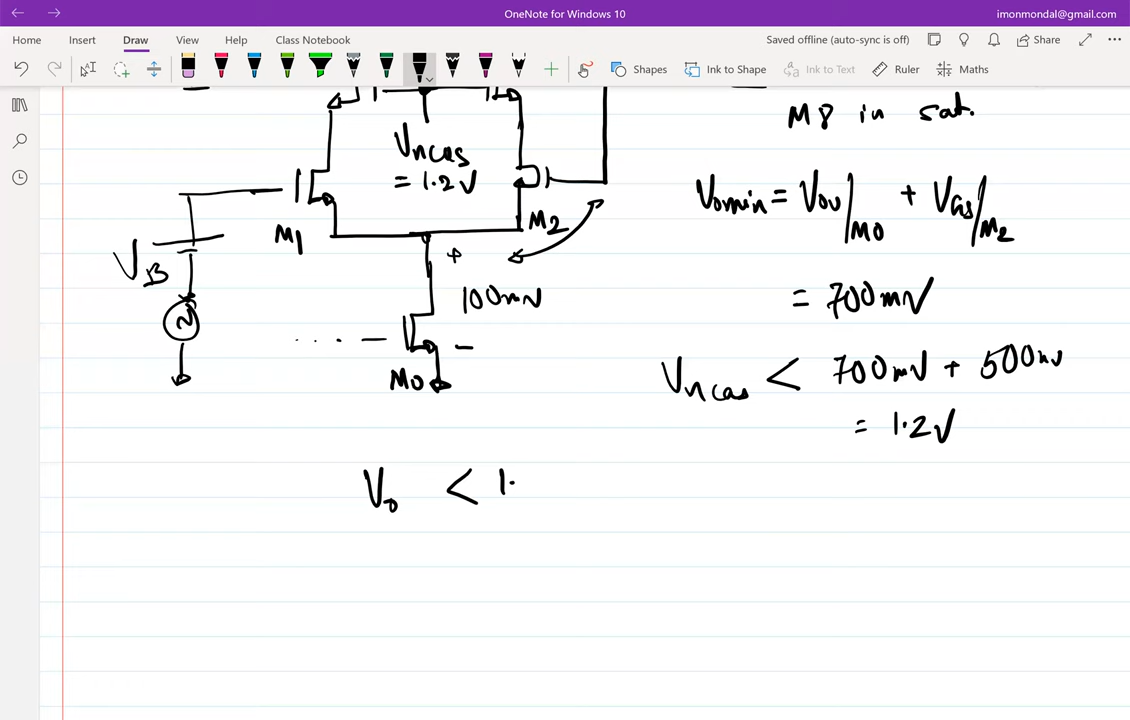 OneNote for Windows 10
imonmondal@gmail.com
Home Insert Draw View Help Class Notebook
Saved offline (auto-sync is off) Share
Shapes Ink to Shape Ink to Text Ruler Maths
M8 in sat.
Vncas
= 1.2V
Vomin = Vov/M0 + VGS/M2
M1
M2
VB
+
100mV
= 700mV
-
M0
Vncas < 700mV + 500mV
= 1.2V
Vo < 1.